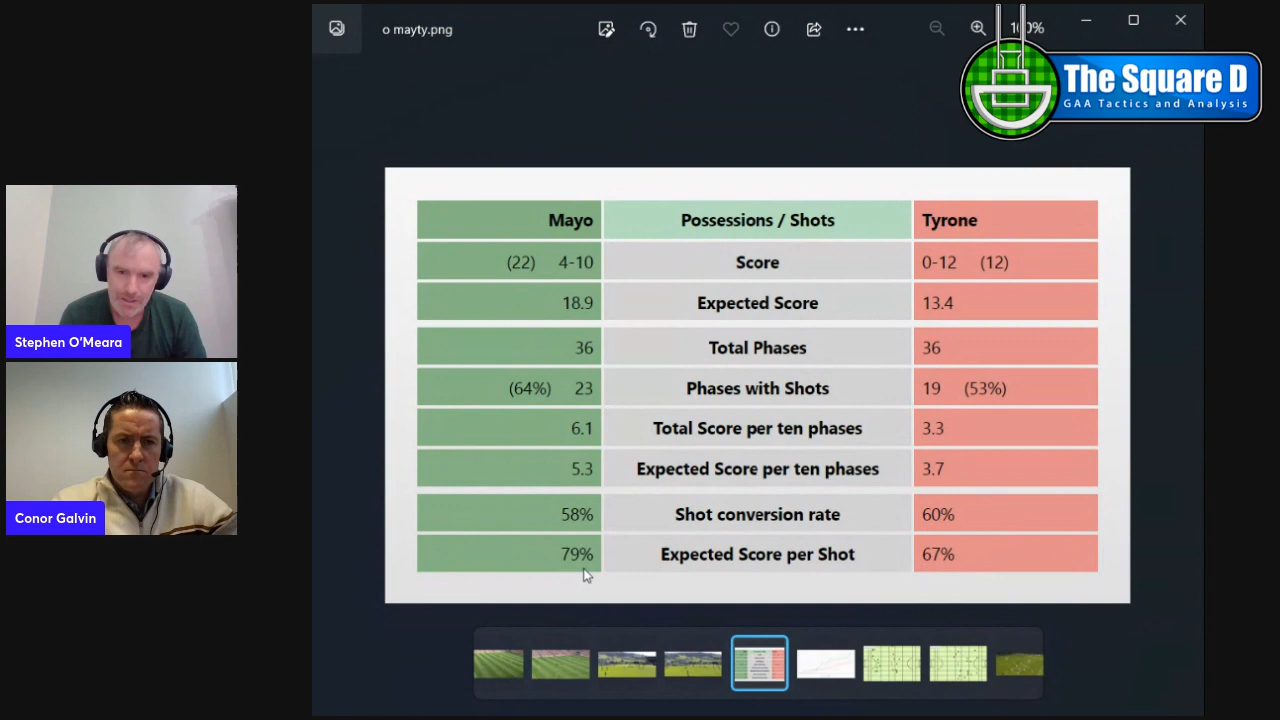 o mayty.png
The Square D
GAA Tactics and Analysis
Mayo Possessions / Shots Tyrone
(22) 4-10 Score 0-12 (12)
18.9 Expected Score 13.4
36 Total Phases 36
(64%) 23 Phases with Shots 19 (53%)
6.1 Total Score per ten phases 3.3
5.3 Expected Score per ten phases 3.7
58% Shot conversion rate 60%
79% Expected Score per Shot 67%
Stephen O'Meara
Conor Galvin